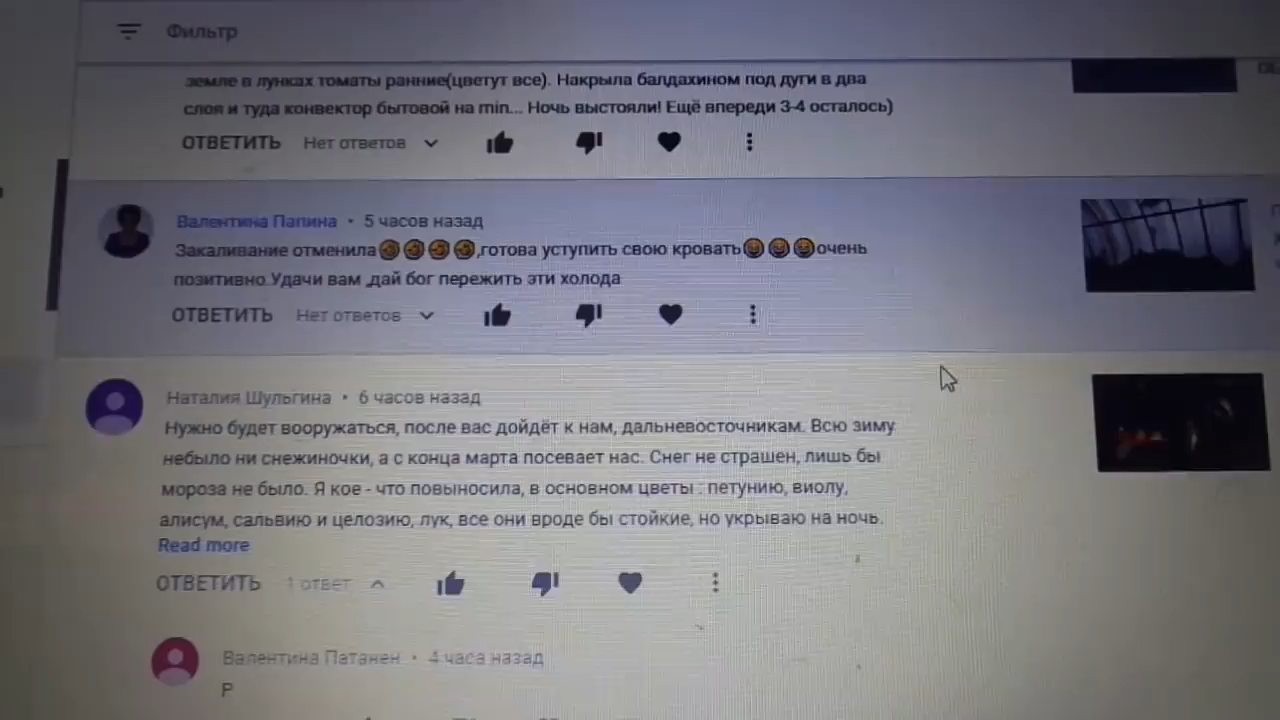 Фильтр
земле в лунках томаты ранние(цветут все). Накрыла балдахином под дуги в два
слоя и туда конвектор бытовой на min... Ночь выстояли! Ещё впереди 3-4 осталось)
ОТВЕТИТЬ Нет ответов
Валентина Папина • 5 часов назад
Закаливание отменила🤣🤣🤣🤣,готова уступить свою кровать😄😄😄очень
позитивно.Удачи вам ,дай бог пережить эти холода
ОТВЕТИТЬ Нет ответов
Наталия Шульгина • 6 часов назад
Нужно будет вооружаться, после вас дойдёт к нам, дальневосточникам. Всю зиму
небыло ни снежиночки, а с конца марта посевает нас. Снег не страшен, лишь бы
мороза не было. Я кое - что повыносила, в основном цветы : петунию, виолу,
алисум, сальвию и целозию, лук, все они вроде бы стойкие, но укрываю на ночь.
Read more
ОТВЕТИТЬ 1 ответ
Валентина Патанен • 4 часа назад
Р